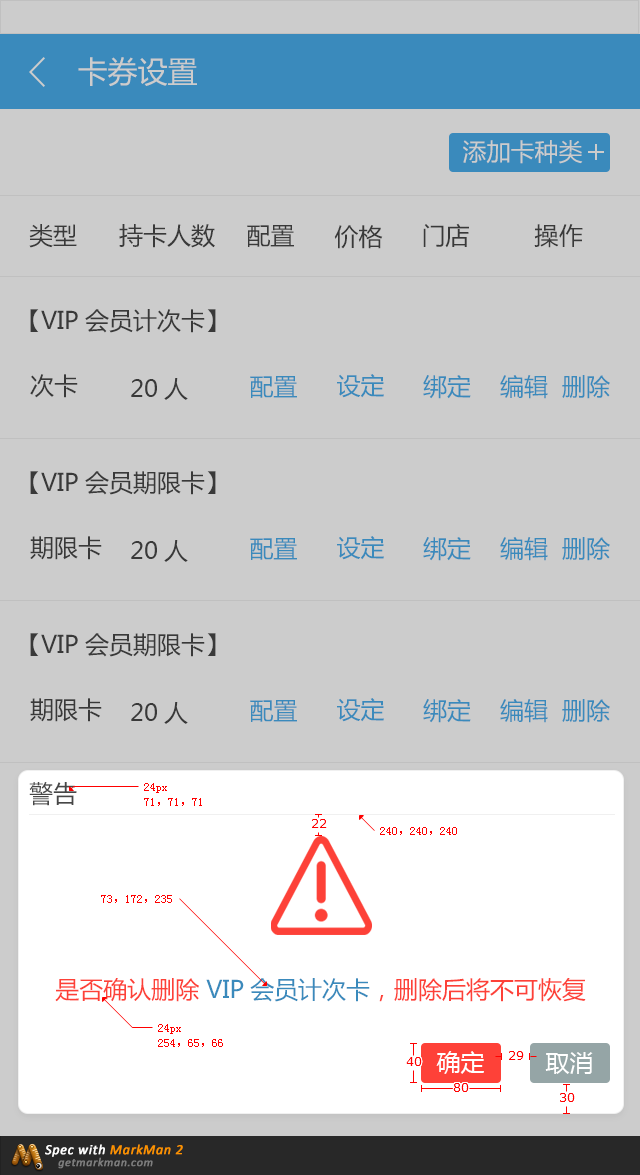 卡券设置
添加卡种类+
类型 持卡人数 配置 价格 门店 操作
【VIP 会员计次卡】
次卡 20 人 配置 设定 绑定 编辑 删除
【VIP 会员期限卡】
期限卡 20 人 配置 设定 绑定 编辑 删除
【VIP 会员期限卡】
期限卡 20 人 配置 设定 绑定 编辑 删除
警告
24px
71, 71, 71
22
240, 240, 240
73, 172, 235
是否确认删除 VIP 会员计次卡，删除后将不可恢复
24px
254, 65, 66
40 确定 29 取消
80
30
Spec with MarkMan 2
getmarkman.com